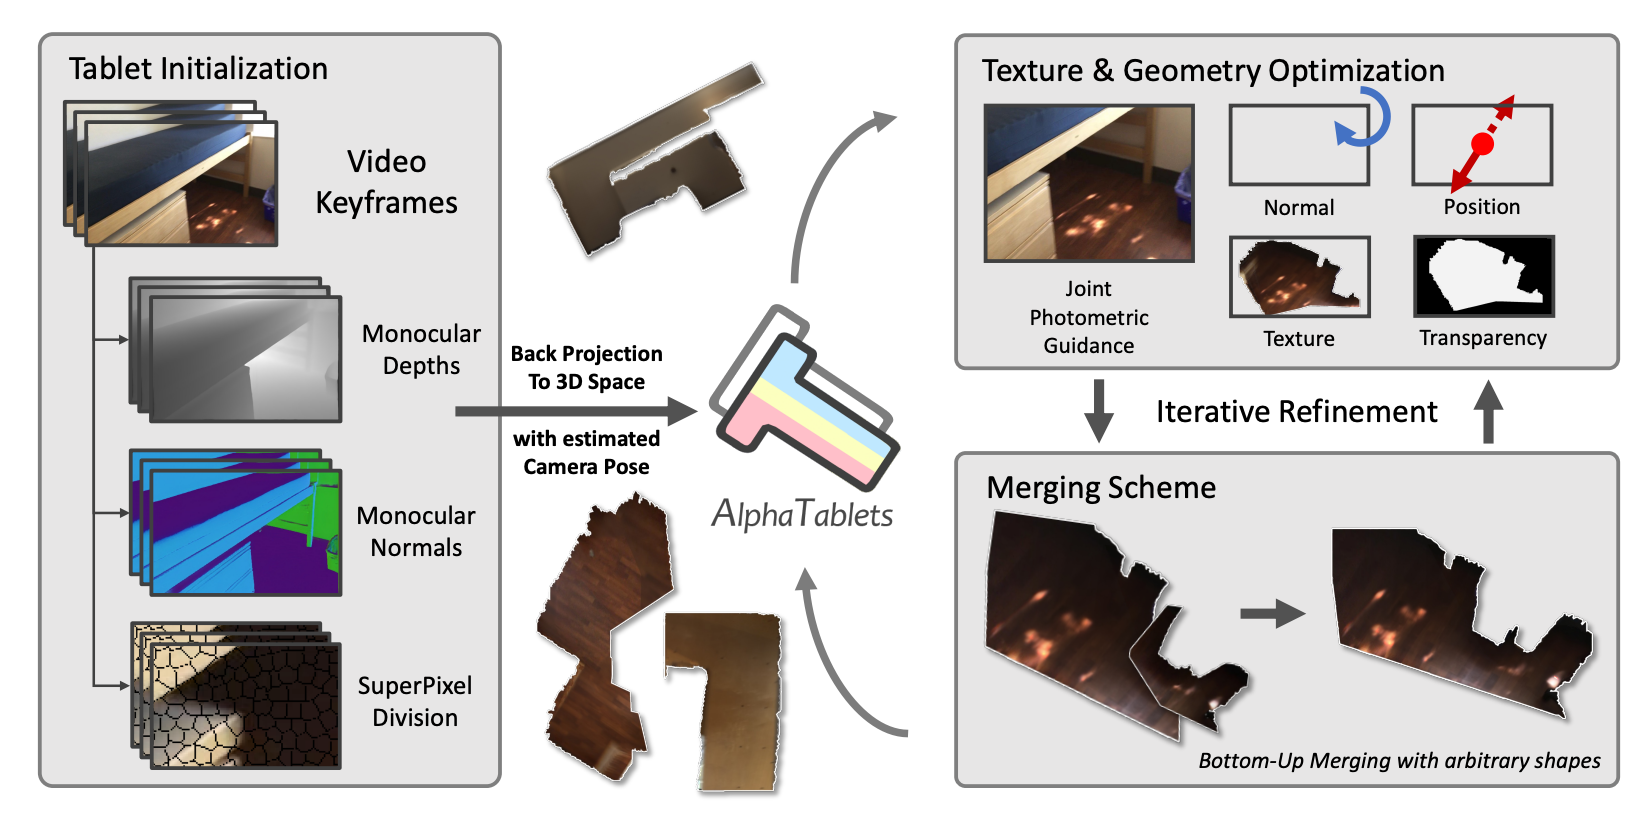 Tablet Initialization
Video
Keyframes
Monocular
Depths
Monocular
Normals
SuperPixel
Division
Back Projection
To 3D Space
with estimated
Camera Pose
AlphaTablets
Texture & Geometry Optimization
Joint
Photometric
Guidance
Normal
Position
Texture
Transparency
Iterative Refinement
Merging Scheme
Bottom-Up Merging with arbitrary shapes